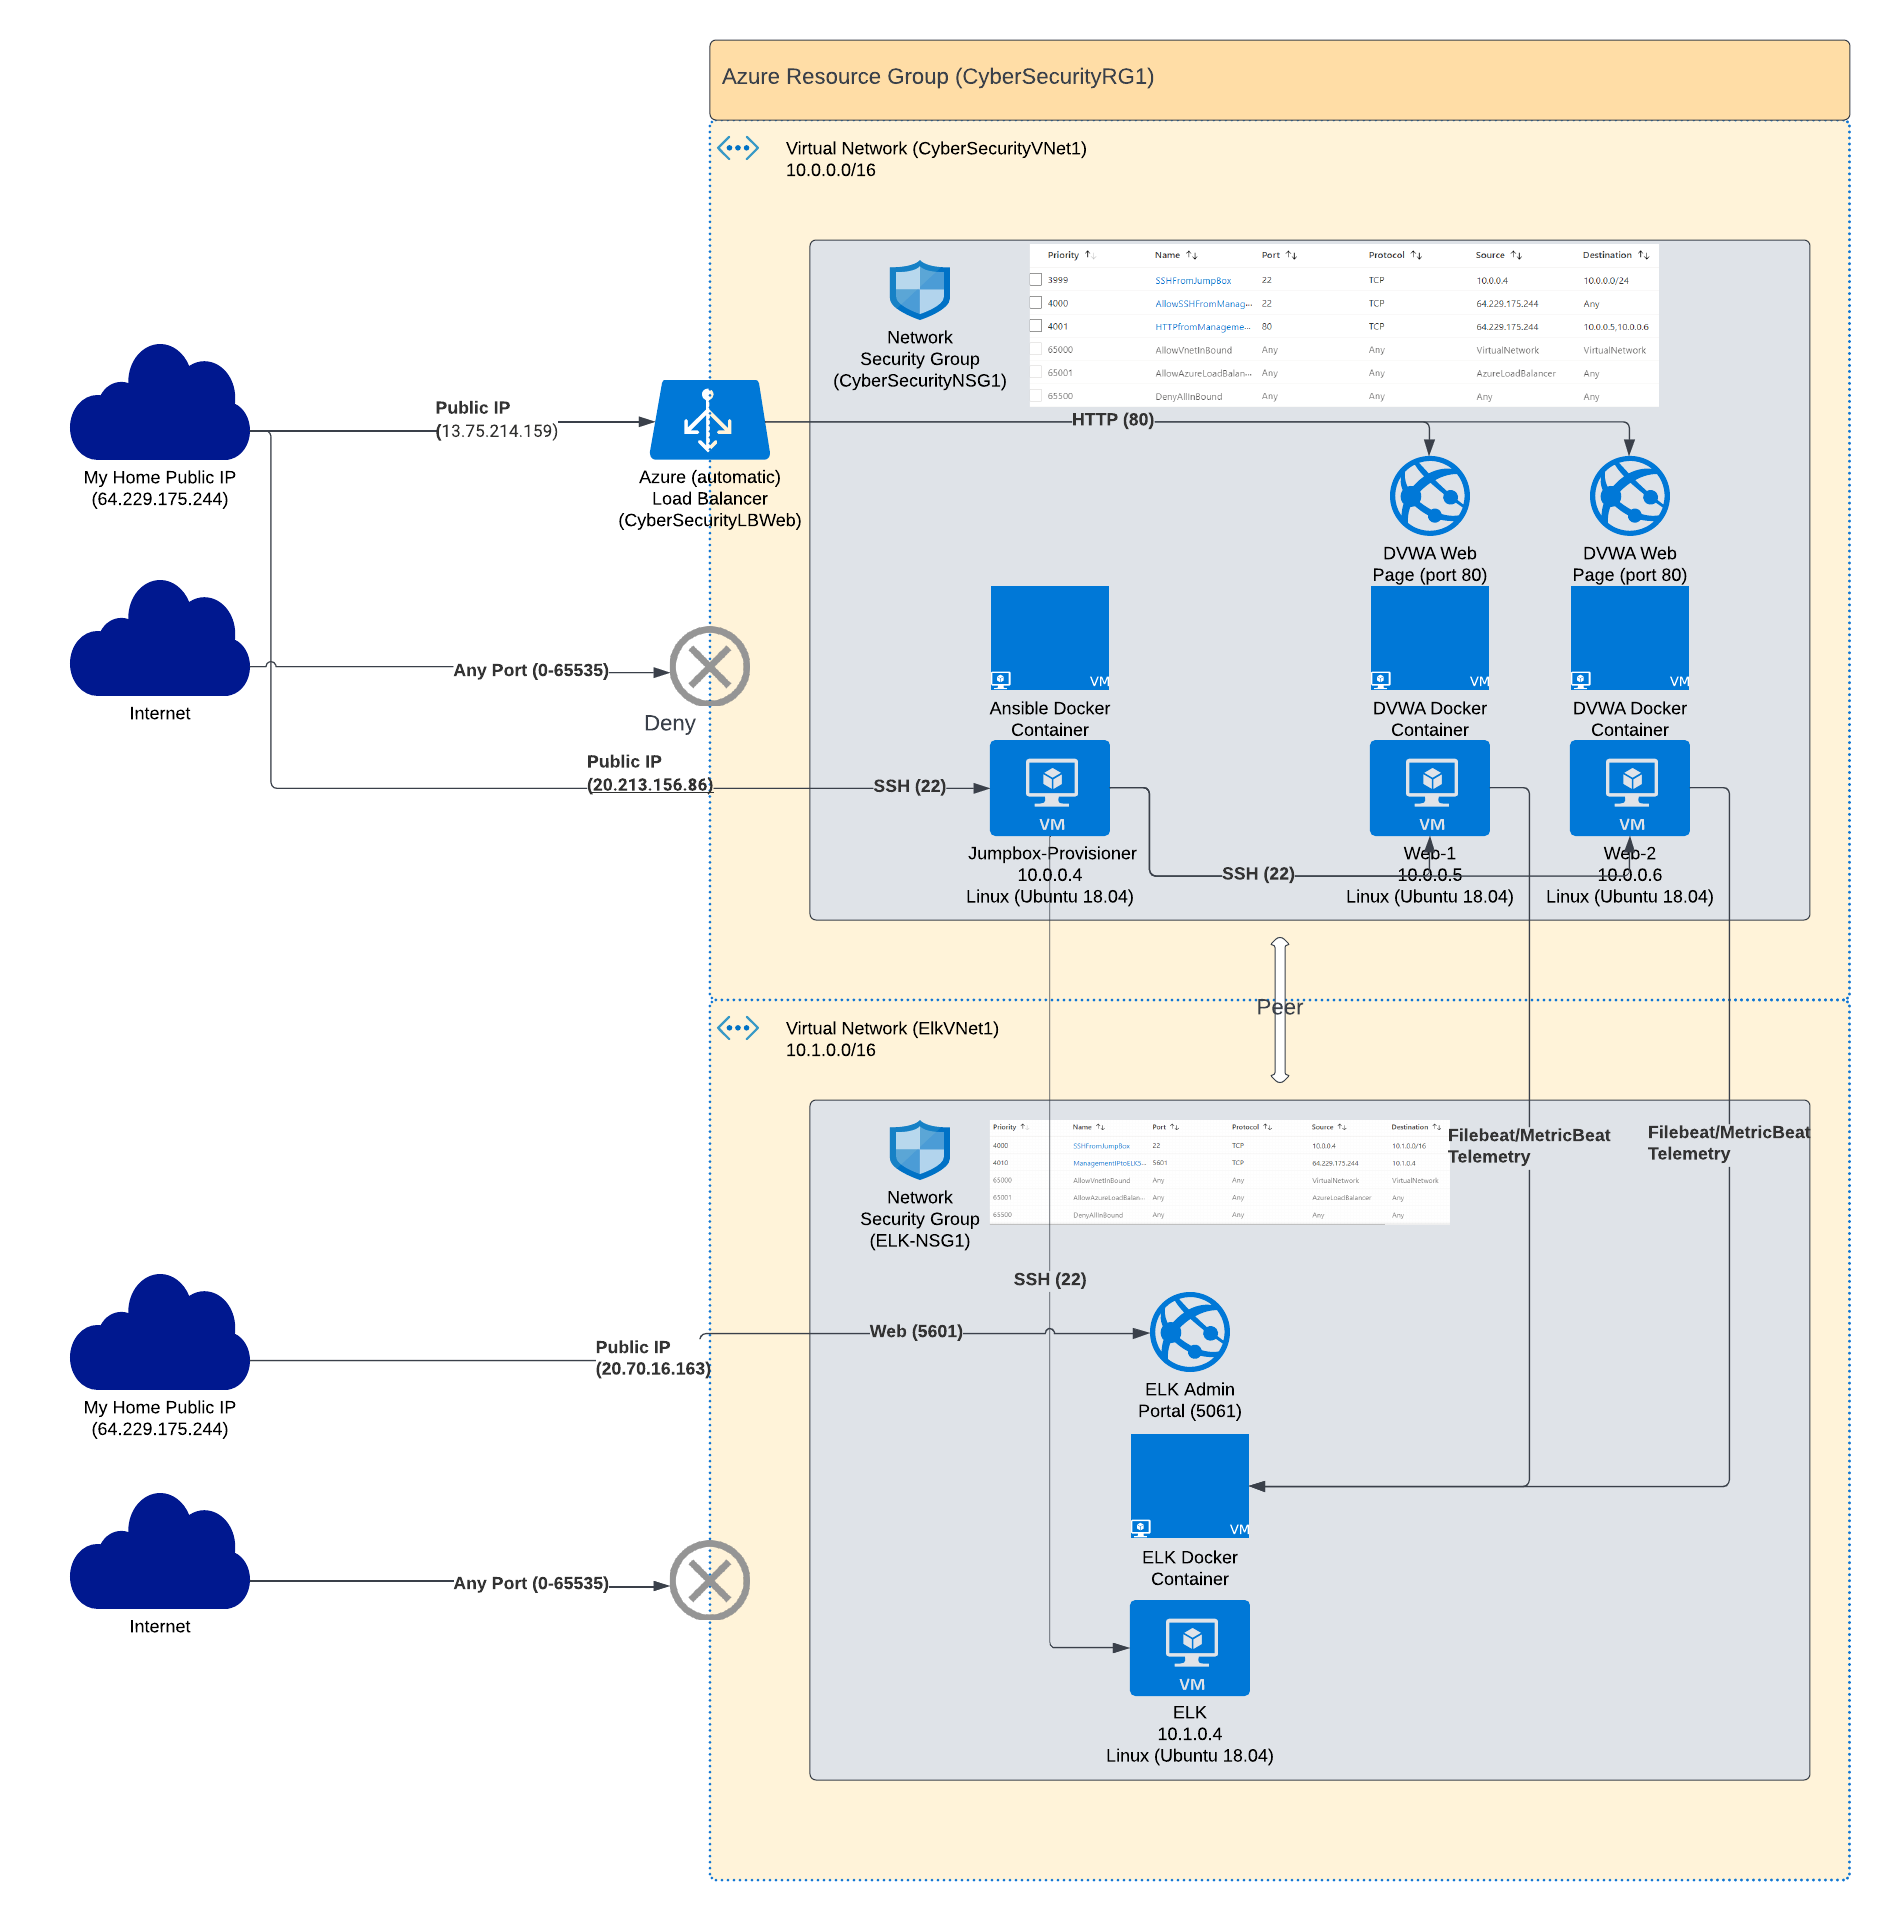 Azure Resource Group (CyberSecurityRG1)
Virtual Network (CyberSecurityVNet1)
10.0.0.0/16
Network
Security Group
(CyberSecurityNSG1)
Priority Name Port Protocol Source Destination
3999 SSHFromJumpBox 22 TCP 10.0.0.4 10.0.0.0/24
4000 AllowSSHFromManag... 22 TCP 64.229.175.244 Any
4001 HTTPfromManageme... 80 TCP 64.229.175.244 10.0.0.5,10.0.0.6
65000 AllowVnetInBound Any Any VirtualNetwork VirtualNetwork
65001 AllowAzureLoadBalan... Any Any AzureLoadBalancer Any
65500 DenyAllInBound Any Any Any Any
My Home Public IP
(64.229.175.244)
Public IP
(13.75.214.159)
Azure (automatic)
Load Balancer
(CyberSecurityLBWeb)
HTTP (80)
DVWA Web
Page (port 80)
DVWA Web
Page (port 80)
Internet
Any Port (0-65535)
Deny
VM
Ansible Docker
Container
VM
DVWA Docker
Container
VM
DVWA Docker
Container
Public IP
(20.213.156.86)
SSH (22)
VM
Jumpbox-Provisioner
10.0.0.4
Linux (Ubuntu 18.04)
SSH (22)
VM
Web-1
10.0.0.5
Linux (Ubuntu 18.04)
VM
Web-2
10.0.0.6
Linux (Ubuntu 18.04)
Peer
Virtual Network (ElkVNet1)
10.1.0.0/16
Network
Security Group
(ELK-NSG1)
Priority Name Port Protocol Source Destination
4000 SSHFromJumpBox 22 TCP 10.0.0.4 10.1.0.0/16
4010 ManagementIPtoELKS... 5601 TCP 64.229.175.244 10.1.0.4
65000 AllowVnetInBound Any Any VirtualNetwork VirtualNetwork
65001 AllowAzureLoadBalan... Any Any AzureLoadBalancer Any
65500 DenyAllInBound Any Any Any Any
Filebeat/MetricBeat
Telemetry
Filebeat/MetricBeat
Telemetry
SSH (22)
My Home Public IP
(64.229.175.244)
Public IP
(20.70.16.163)
Web (5601)
ELK Admin
Portal (5061)
VM
ELK Docker
Container
Internet
Any Port (0-65535)
VM
ELK
10.1.0.4
Linux (Ubuntu 18.04)